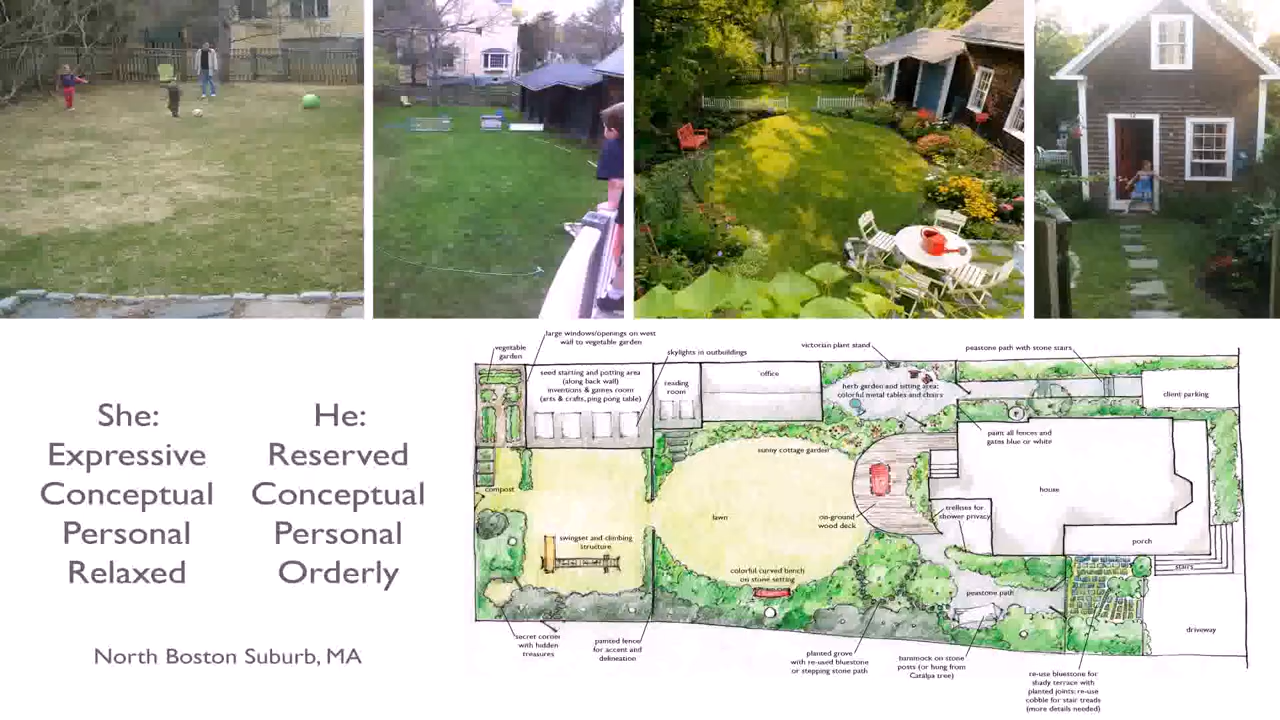 She:
Expressive
Conceptual
Personal
Relaxed
He:
Reserved
Conceptual
Personal
Orderly
North Boston Suburb, MA
large windows/openings on west
wall to vegetable garden
vegetable
garden
skylights in outbuildings
victorian plant stand
peastone path with stone stairs
seed starting and potting area
(along back wall)
inventions & games room
(arts & crafts, ping pong table)
reading
room
office
herb garden and sitting area:
colorful metal tables and chairs
client parking
paint all fences and
gates blue or white
sunny cottage garden
compost
house
on-ground
wood deck
trellises for
shower privacy
lawn
swingset and climbing
structure
porch
colorful curved bench
on stone setting
stairs
peastone path
driveway
secret corner
with hidden
treasures
painted fence
for accent and
delineation
planted grove
with re-used bluestone
or stepping stone path
hammock on stone
posts (or hung from
Catalpa tree)
re-use bluestone for
shady terrace with
planted joints: re-use
cobble for stair treads
(more details needed)